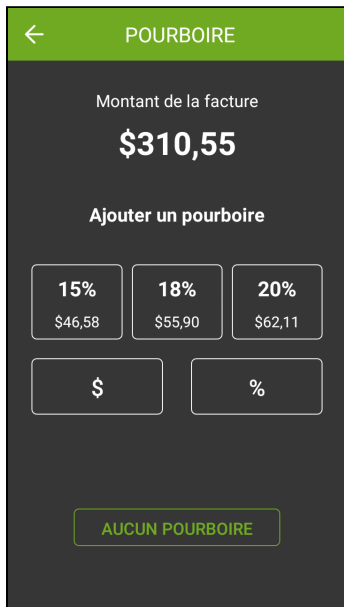 POURBOIRE
Montant de la facture
$310,55
Ajouter un pourboire
15% 18% 20%
$46,58 $55,90 $62,11
$ %
AUCUN POURBOIRE